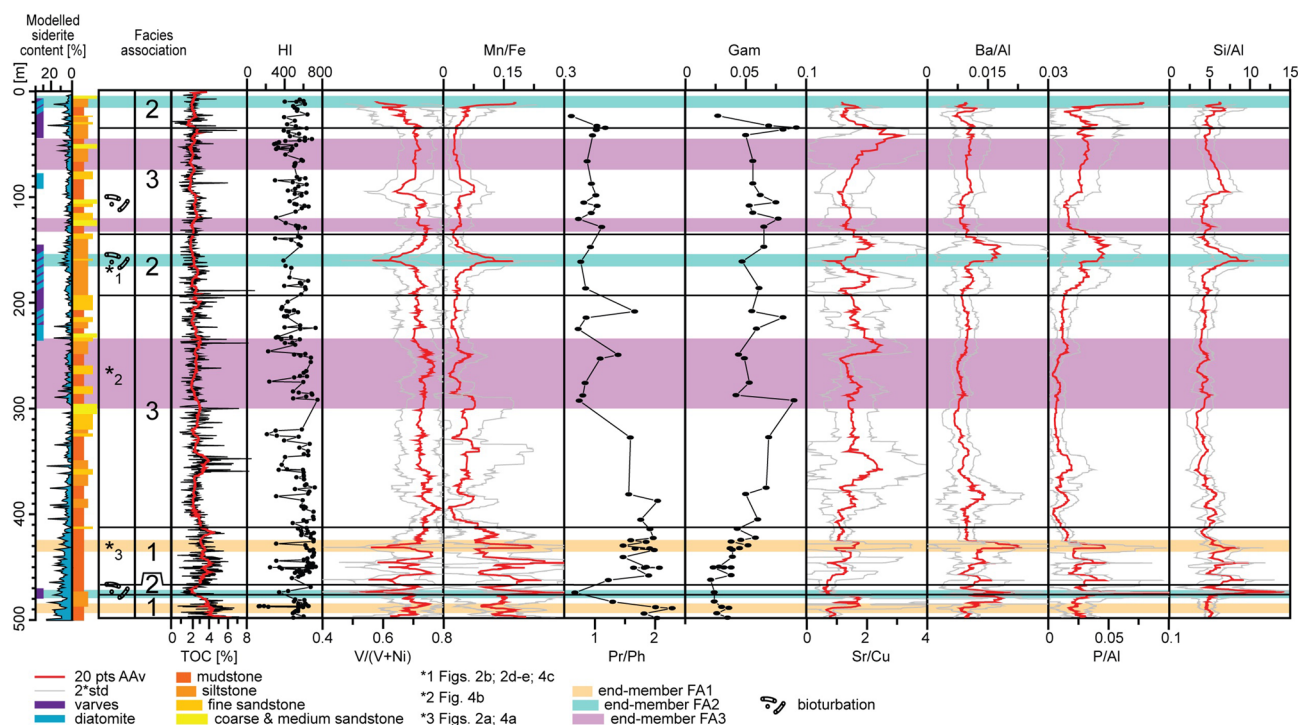 Modelled siderite content [%]
Facies association
HI
Mn/Fe
Gam
Ba/Al
Si/Al
20 0
0 400 800
0 0.15 0.3
0 0.05 0.1
0 0.015 0.03
0 5 10 15
[m]
0
100
200
300
400
500
2
3
2
3
1
2
1
*1
*2
*3
0 2 4 6 8
0.4 0.6 0.8
1 2
0 2 4
0 0.05 0.1
TOC [%]
V/(V+Ni)
Pr/Ph
Sr/Cu
P/Al
20 pts AAv
2*std
varves
diatomite
mudstone
siltstone
fine sandstone
coarse & medium sandstone
*1 Figs. 2b; 2d-e; 4c
*2 Fig. 4b
*3 Figs. 2a; 4a
end-member FA1
end-member FA2
end-member FA3
bioturbation